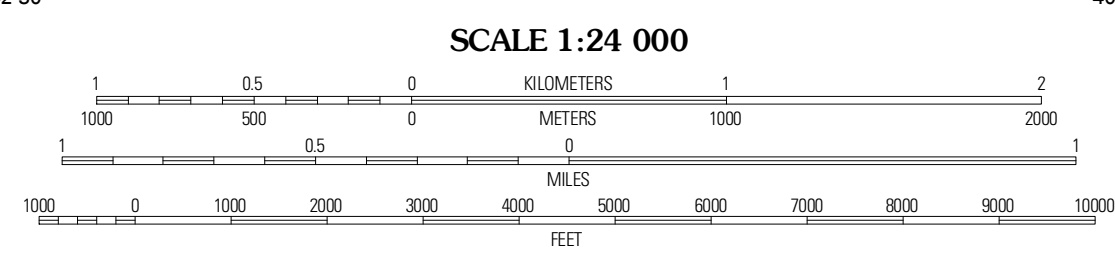 SCALE 1:24 000
1 0.5 0 KILOMETERS 1 2
1000 500 0 METERS 1000 2000
1 0.5 0 1
MILES
1000 0 1000 2000 3000 4000 5000 6000 7000 8000 9000 10000
FEET